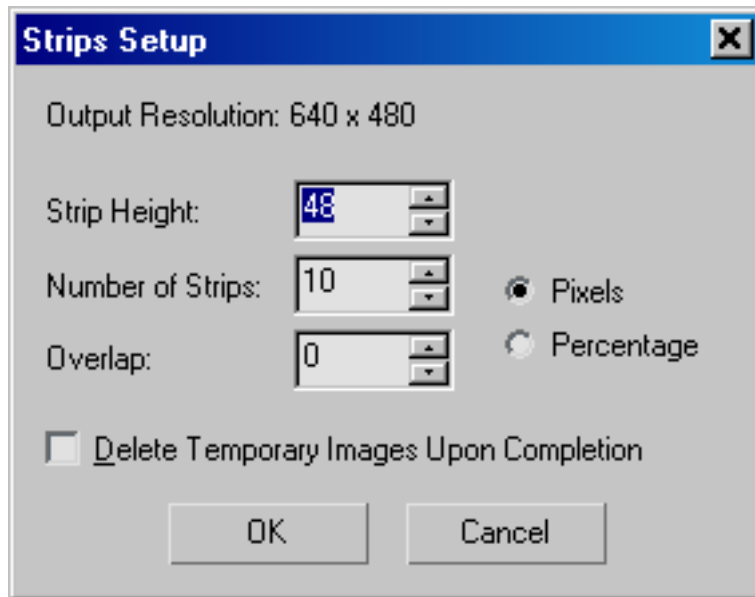 Strips Setup
Output Resolution: 640 x 480
Strip Height: 48
Number of Strips: 10
Pixels
Overlap: 0
Percentage
Delete Temporary Images Upon Completion
OK Cancel